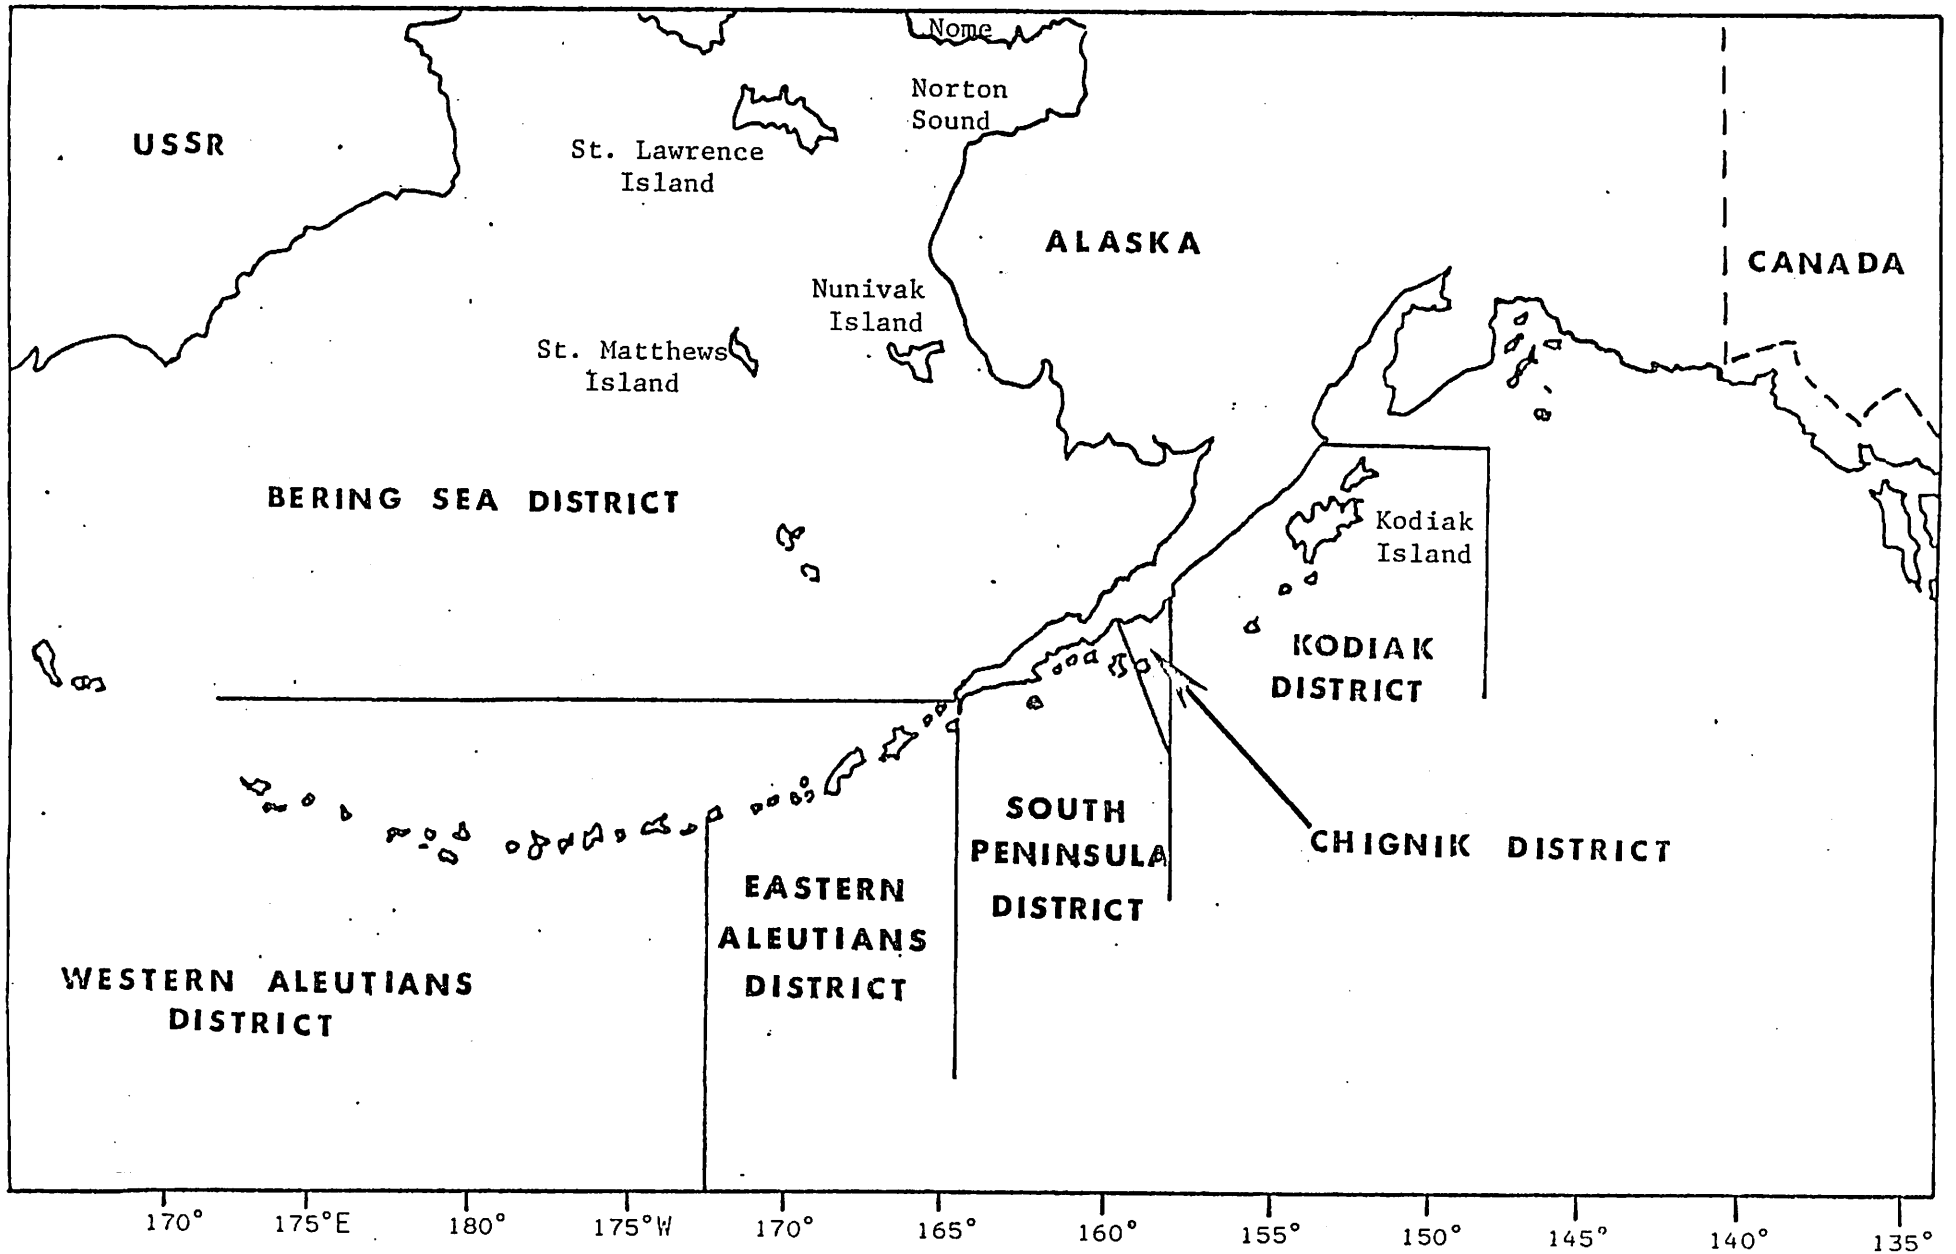 Nome
Norton
Sound
USSR
St. Lawrence
Island
ALASKA
CANADA
Nunivak
Island
St. Matthews
Island
BERING SEA DISTRICT
Kodiak
Island
KODIAK
DISTRICT
SOUTH
PENINSULA
DISTRICT
CHIGNIK DISTRICT
EASTERN
ALEUTIANS
DISTRICT
WESTERN ALEUTIANS
DISTRICT
170° 175°E 180° 175°W 170° 165° 160° 155° 150° 145° 140° 135°